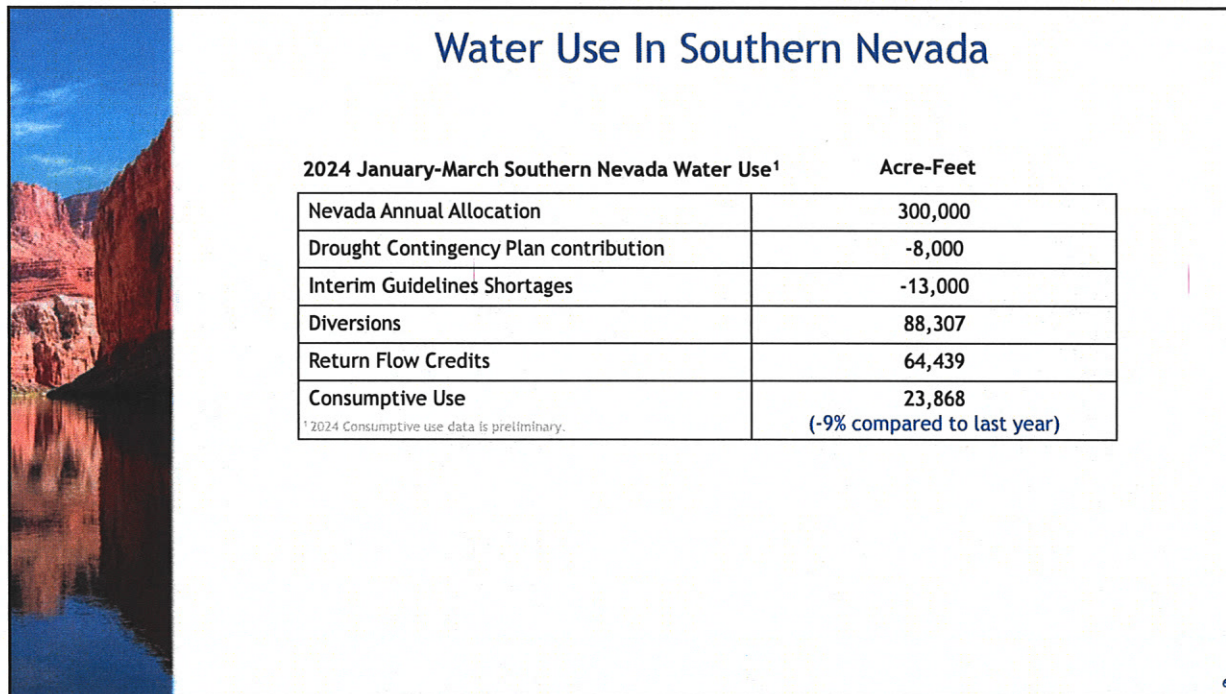 Water Use In Southern Nevada
2024 January-March Southern Nevada Water Use¹ Acre-Feet
Nevada Annual Allocation 300,000
Drought Contingency Plan contribution -8,000
Interim Guidelines Shortages -13,000
Diversions 88,307
Return Flow Credits 64,439
Consumptive Use 23,868
¹ 2024 Consumptive use data is preliminary. (-9% compared to last year)